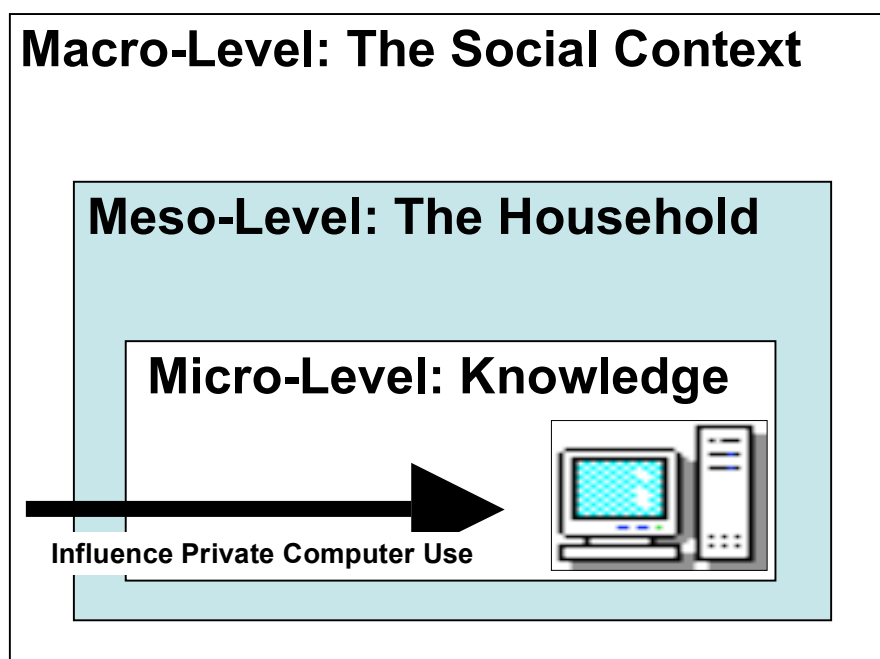 Macro-Level: The Social Context
Meso-Level: The Household
Micro-Level: Knowledge
Influence Private Computer Use